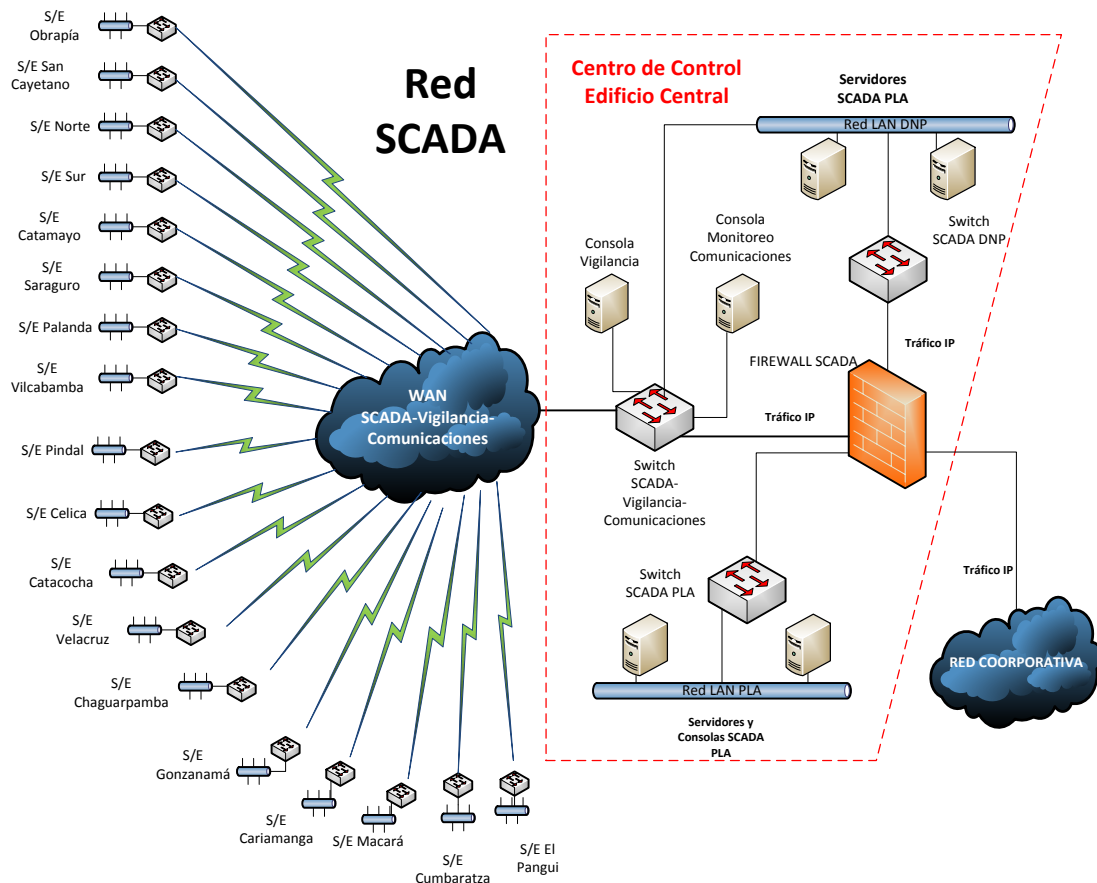 S/E
Obrapía
S/E San
Cayetano
S/E Norte
S/E Sur
S/E
Catamayo
S/E
Saraguro
S/E Palanda
S/E
Vilcabamba
S/E Pindal
S/E Celica
S/E
Catacocha
S/E
Velacruz
S/E
Chaguarpamba
S/E
Gonzanamá
S/E
Cariamanga
S/E Macará
S/E
Cumbaratza
S/E El
Pangui
Red
SCADA
WAN
SCADA-Vigilancia-
Comunicaciones
Centro de Control
Edificio Central
Servidores
SCADA PLA
Red LAN DNP
Switch
SCADA DNP
Consola
Vigilancia
Consola
Monitoreo
Comunicaciones
Tráfico IP
FIREWALL SCADA
Tráfico IP
Switch
SCADA-
Vigilancia-
Comunicaciones
Switch
SCADA PLA
Red LAN PLA
Servidores y
Consolas SCADA
PLA
Tráfico IP
RED COORPORATIVA